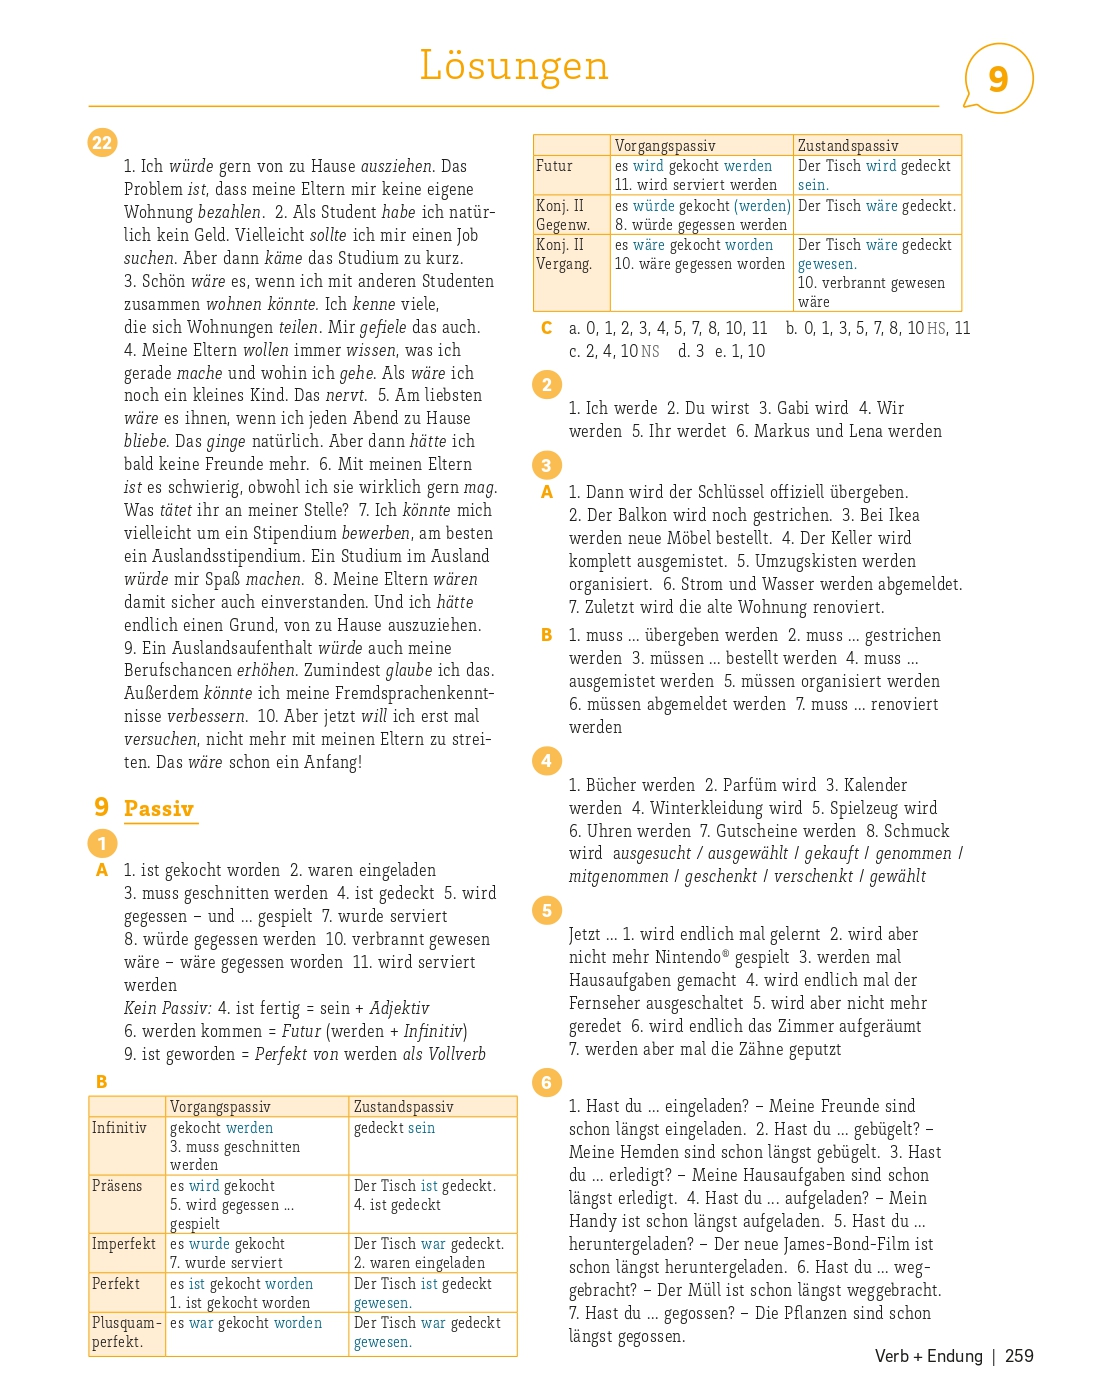 Lösungen
9
22
1. Ich würde gern von zu Hause ausziehen. Das
Problem ist, dass meine Eltern mir keine eigene
Wohnung bezahlen. 2. Als Student habe ich natür-
lich kein Geld. Vielleicht sollte ich mir einen Job
suchen. Aber dann käme das Studium zu kurz.
3. Schön wäre es, wenn ich mit anderen Studenten
zusammen wohnen könnte. Ich kenne viele,
die sich Wohnungen teilen. Mir gefiele das auch.
4. Meine Eltern wollen immer wissen, was ich
gerade mache und wohin ich gehe. Als wäre ich
noch ein kleines Kind. Das nervt. 5. Am liebsten
wäre es ihnen, wenn ich jeden Abend zu Hause
bliebe. Das ginge natürlich. Aber dann hätte ich
bald keine Freunde mehr. 6. Mit meinen Eltern
ist es schwierig, obwohl ich sie wirklich gern mag.
Was tätet ihr an meiner Stelle? 7. Ich könnte mich
vielleicht um ein Stipendium bewerben, am besten
ein Auslandsstipendium. Ein Studium im Ausland
würde mir Spaß machen. 8. Meine Eltern wären
damit sicher auch einverstanden. Und ich hätte
endlich einen Grund, von zu Hause auszuziehen.
9. Ein Auslandsaufenthalt würde auch meine
Berufschancen erhöhen. Zumindest glaube ich das.
Außerdem könnte ich meine Fremdsprachenkennt-
nisse verbessern. 10. Aber jetzt will ich erst mal
versuchen, nicht mehr mit meinen Eltern zu strei-
ten. Das wäre schon ein Anfang!
9 Passiv
1
A 1. ist gekocht worden 2. waren eingeladen
3. muss geschnitten werden 4. ist gedeckt 5. wird
gegessen – und ... gespielt 7. wurde serviert
8. würde gegessen werden 10. verbrannt gewesen
wäre – wäre gegessen worden 11. wird serviert
werden
Kein Passiv: 4. ist fertig = sein + Adjektiv
6. werden kommen = Futur (werden + Infinitiv)
9. ist geworden = Perfekt von werden als Vollverb
B
Vorgangspassiv Zustandspassiv
Infinitiv gekocht werden gedeckt sein
3. muss geschnitten
werden
Präsens es wird gekocht Der Tisch ist gedeckt.
5. wird gegessen ... 4. ist gedeckt
gespielt
Imperfekt es wurde gekocht Der Tisch war gedeckt.
7. wurde serviert 2. waren eingeladen
Perfekt es ist gekocht worden Der Tisch ist gedeckt
1. ist gekocht worden gewesen.
Plusquam- es war gekocht worden Der Tisch war gedeckt
perfekt. gewesen.
Vorgangspassiv Zustandspassiv
Futur es wird gekocht werden Der Tisch wird gedeckt
11. wird serviert werden sein.
Konj. II es würde gekocht (werden) Der Tisch wäre gedeckt.
Gegenw. 8. würde gegessen werden
Konj. II es wäre gekocht worden Der Tisch wäre gedeckt
Vergang. 10. wäre gegessen worden gewesen.
10. verbrannt gewesen
wäre
C a. 0, 1, 2, 3, 4, 5, 7, 8, 10, 11 b. 0, 1, 3, 5, 7, 8, 10 HS, 11
c. 2, 4, 10 NS d. 3 e. 1, 10
2
1. Ich werde 2. Du wirst 3. Gabi wird 4. Wir
werden 5. Ihr werdet 6. Markus und Lena werden
3
A 1. Dann wird der Schlüssel offiziell übergeben.
2. Der Balkon wird noch gestrichen. 3. Bei Ikea
werden neue Möbel bestellt. 4. Der Keller wird
komplett ausgemistet. 5. Umzugskisten werden
organisiert. 6. Strom und Wasser werden abgemeldet.
7. Zuletzt wird die alte Wohnung renoviert.
B 1. muss ... übergeben werden 2. muss ... gestrichen
werden 3. müssen ... bestellt werden 4. muss ...
ausgemistet werden 5. müssen organisiert werden
6. müssen abgemeldet werden 7. muss ... renoviert
werden
4
1. Bücher werden 2. Parfüm wird 3. Kalender
werden 4. Winterkleidung wird 5. Spielzeug wird
6. Uhren werden 7. Gutscheine werden 8. Schmuck
wird ausgesucht / ausgewählt / gekauft / genommen /
mitgenommen / geschenkt / verschenkt / gewählt
5
Jetzt ... 1. wird endlich mal gelernt 2. wird aber
nicht mehr Nintendo® gespielt 3. werden mal
Hausaufgaben gemacht 4. wird endlich mal der
Fernseher ausgeschaltet 5. wird aber nicht mehr
geredet 6. wird endlich das Zimmer aufgeräumt
7. werden aber mal die Zähne geputzt
6
1. Hast du ... eingeladen? – Meine Freunde sind
schon längst eingeladen. 2. Hast du ... gebügelt? –
Meine Hemden sind schon längst gebügelt. 3. Hast
du ... erledigt? – Meine Hausaufgaben sind schon
längst erledigt. 4. Hast du ... aufgeladen? – Mein
Handy ist schon längst aufgeladen. 5. Hast du ...
heruntergeladen? – Der neue James-Bond-Film ist
schon längst heruntergeladen. 6. Hast du ... weg-
gebracht? – Der Müll ist schon längst weggebracht.
7. Hast du ... gegossen? – Die Pflanzen sind schon
längst gegossen.
Verb + Endung | 259